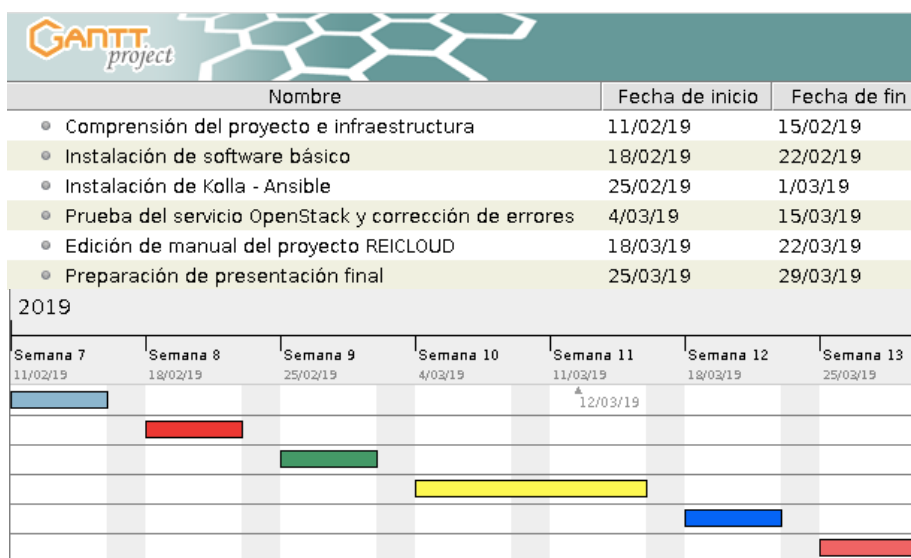 GANTT
project
Nombre Fecha de inicio Fecha de fin
Comprensión del proyecto e infraestructura 11/02/19 15/02/19
Instalación de software básico 18/02/19 22/02/19
Instalación de Kolla - Ansible 25/02/19 1/03/19
Prueba del servicio OpenStack y corrección de errores 4/03/19 15/03/19
Edición de manual del proyecto REICLOUD 18/03/19 22/03/19
Preparación de presentación final 25/03/19 29/03/19
2019
Semana 7 Semana 8 Semana 9 Semana 10 Semana 11 Semana 12 Semana 13
11/02/19 18/02/19 25/02/19 4/03/19 11/03/19 18/03/19 25/03/19
12/03/19